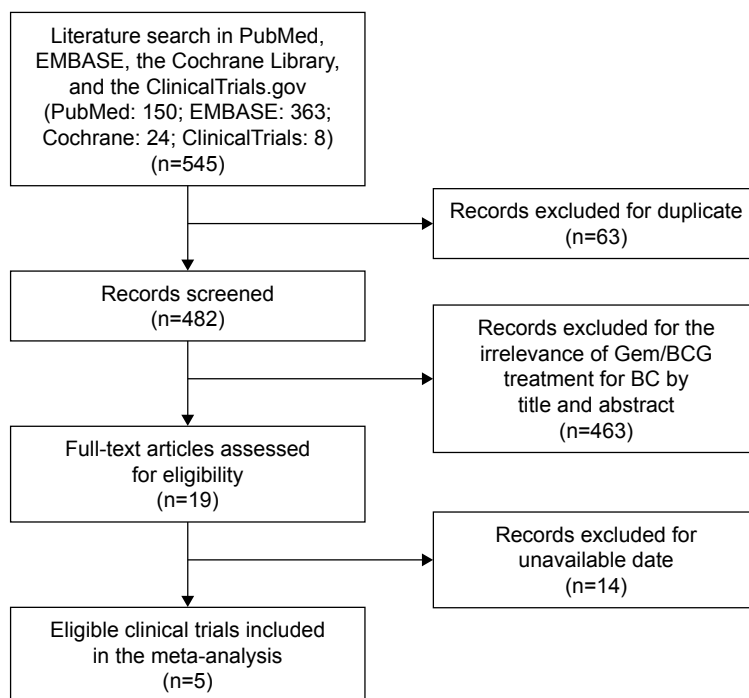 Literature search in PubMed,
EMBASE, the Cochrane Library,
and the ClinicalTrials.gov
(PubMed: 150; EMBASE: 363;
Cochrane: 24; ClinicalTrials: 8)
(n=545)
Records excluded for duplicate
(n=63)
Records screened
(n=482)
Records excluded for the
irrelevance of Gem/BCG
treatment for BC by
title and abstract
(n=463)
Full-text articles assessed
for eligibility
(n=19)
Records excluded for
unavailable date
(n=14)
Eligible clinical trials included
in the meta-analysis
(n=5)